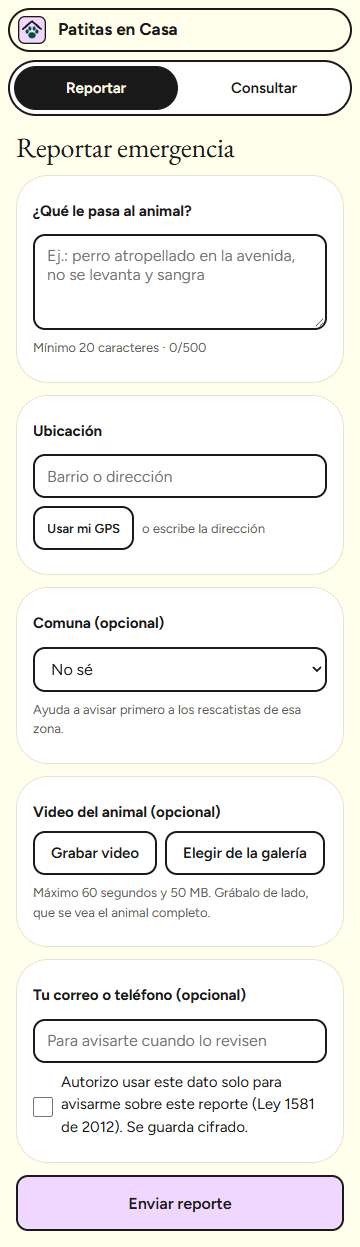 Patitas en Casa
Reportar
Consultar
Reportar emergencia
¿Qué le pasa al animal?
Ej.: perro atropellado en la avenida,
no se levanta y sangra
Mínimo 20 caracteres · 0/500
Ubicación
Barrio o dirección
Usar mi GPS
o escribe la dirección
Comuna (opcional)
No sé
Ayuda a avisar primero a los rescatistas de esa
zona.
Video del animal (opcional)
Grabar video
Elegir de la galería
Máximo 60 segundos y 50 MB. Grábalo de lado,
que se vea el animal completo.
Tu correo o teléfono (opcional)
Para avisarte cuando lo revisen
Autorizo usar este dato solo para
avisarme sobre este reporte (Ley 1581
de 2012). Se guarda cifrado.
Enviar reporte